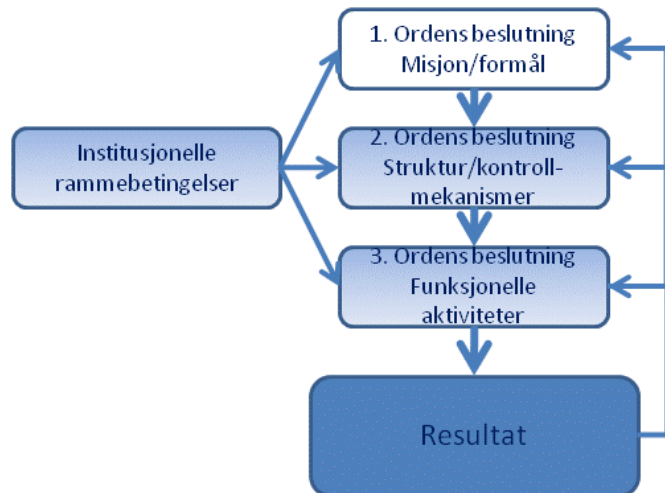 1. Ordens beslutning
Misjon/formål
Institusjonelle
rammebetingelser
2. Ordens beslutning
Struktur/kontroll-
mekanismer
3. Ordens beslutning
Funksjonelle
aktiviteter
Resultat